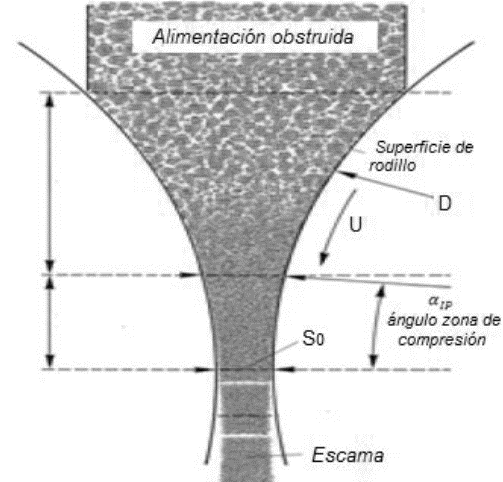 Alimentación obstruida
Superficie de
rodillo
D
U
α_IP
ángulo zona de
compresión
S0
Escama